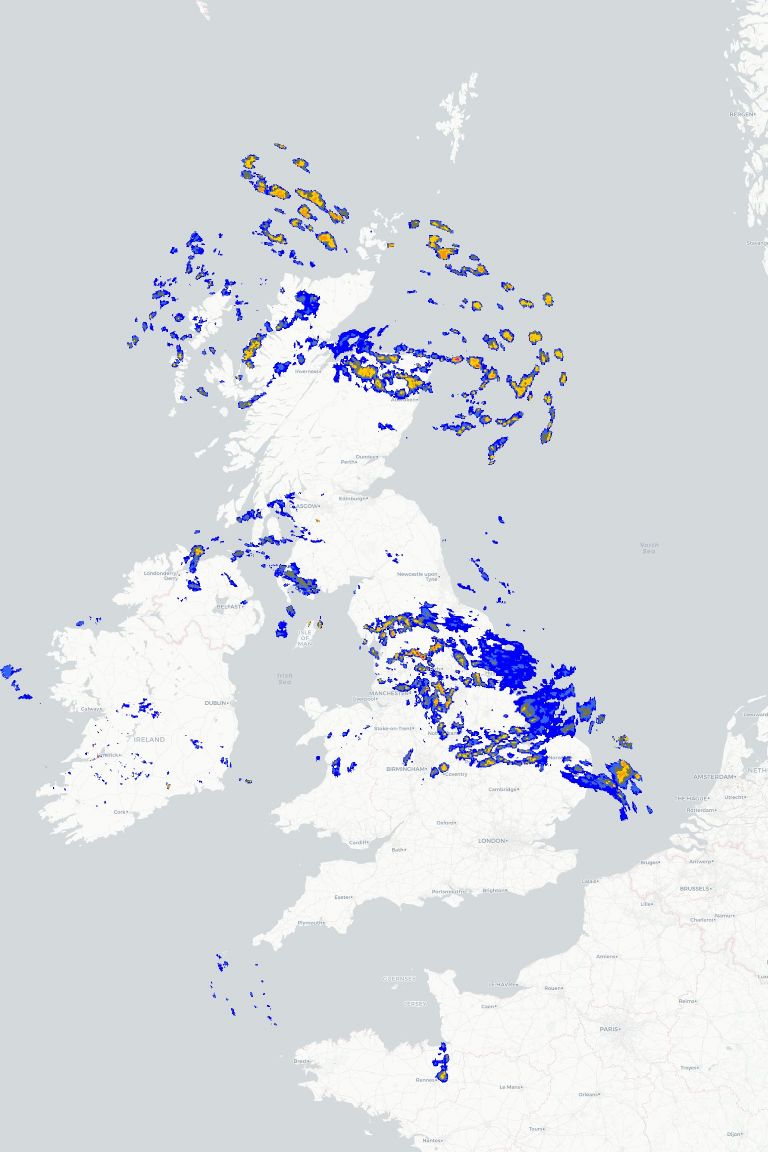 BERGEN
Inverness
Dundee
Perth
Edinburgh
GLASGOW
North
Sea
Londonderry
Derry
Newcastle upon
Tyne
BELFAST
ISLE
OF
MAN
Irish
Sea
MANCHESTER
Liverpool
DUBLIN
Galway
Stoke-on-Trent
IRELAND
Limerick
BIRMINGHAM
Coventry
AMSTERDAM
NETH
THE HAGUE
Utrecht
Rotterdam
Cambridge
Cork
Oxford
Cardiff
Bath
LONDON
Bruges
Antwerp
Calais
BRUSSELS
Exeter
Portsmouth
Brighton
Lille
Namur
Charleroi
Plymouth
Amiens
GUERNSEY
LE HAVRE
Rouen
JERSEY
Caen
Reims
PARIS
Brest
Troyes
Rennes
Le Mans
Orléans
Tours
Nantes
Dijon